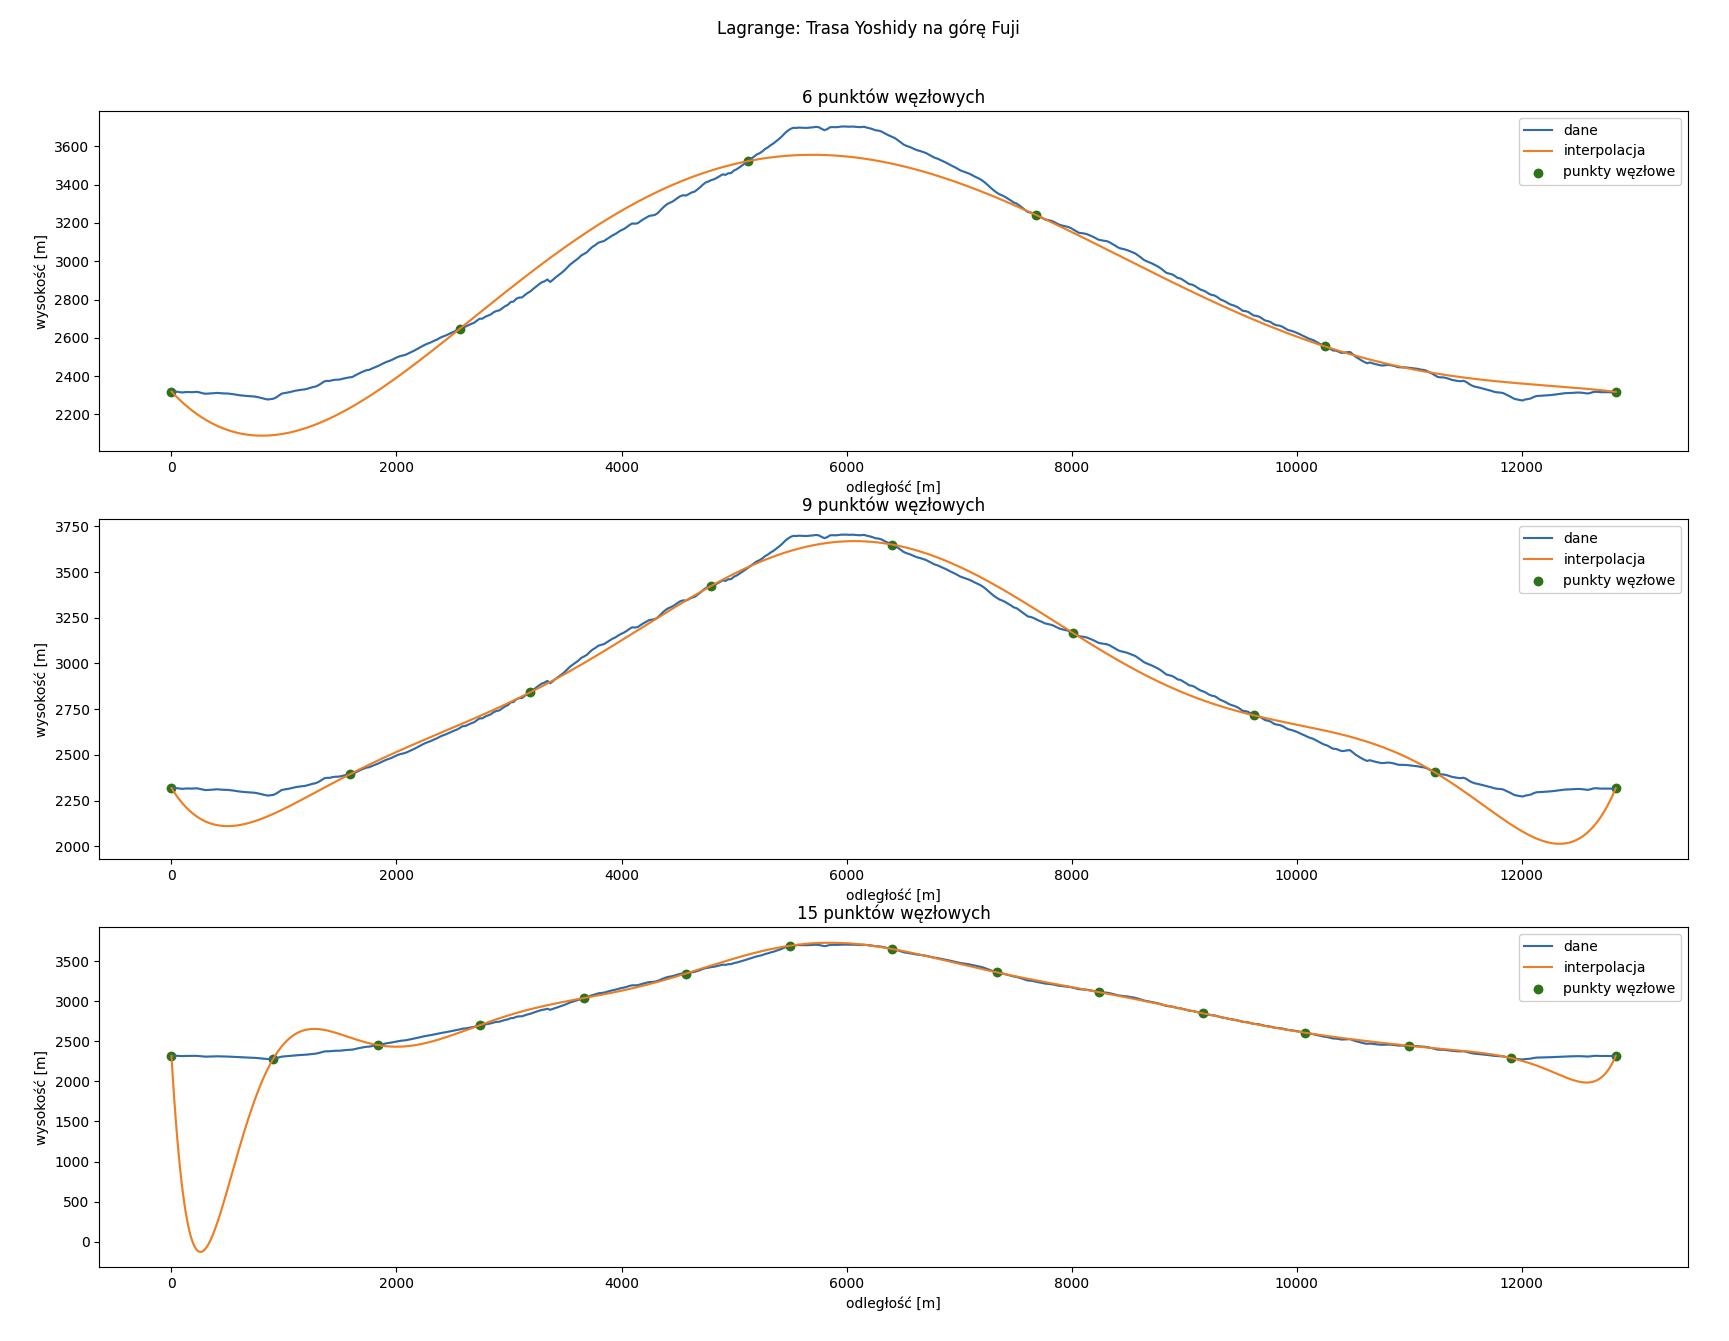 Lagrange: Trasa Yoshidy na górę Fuji
6 punktów węzłowych
3600
3400
3200
3000
2800
2600
2400
2200
wysokość [m]
dane
interpolacja
punkty węzłowe
0 2000 4000 6000 8000 10000 12000
odległość [m]
9 punktów węzłowych
3750
3500
3250
3000
2750
2500
2250
2000
wysokość [m]
dane
interpolacja
punkty węzłowe
0 2000 4000 6000 8000 10000 12000
odległość [m]
15 punktów węzłowych
3500
3000
2500
2000
1500
1000
500
0
wysokość [m]
dane
interpolacja
punkty węzłowe
0 2000 4000 6000 8000 10000 12000
odległość [m]